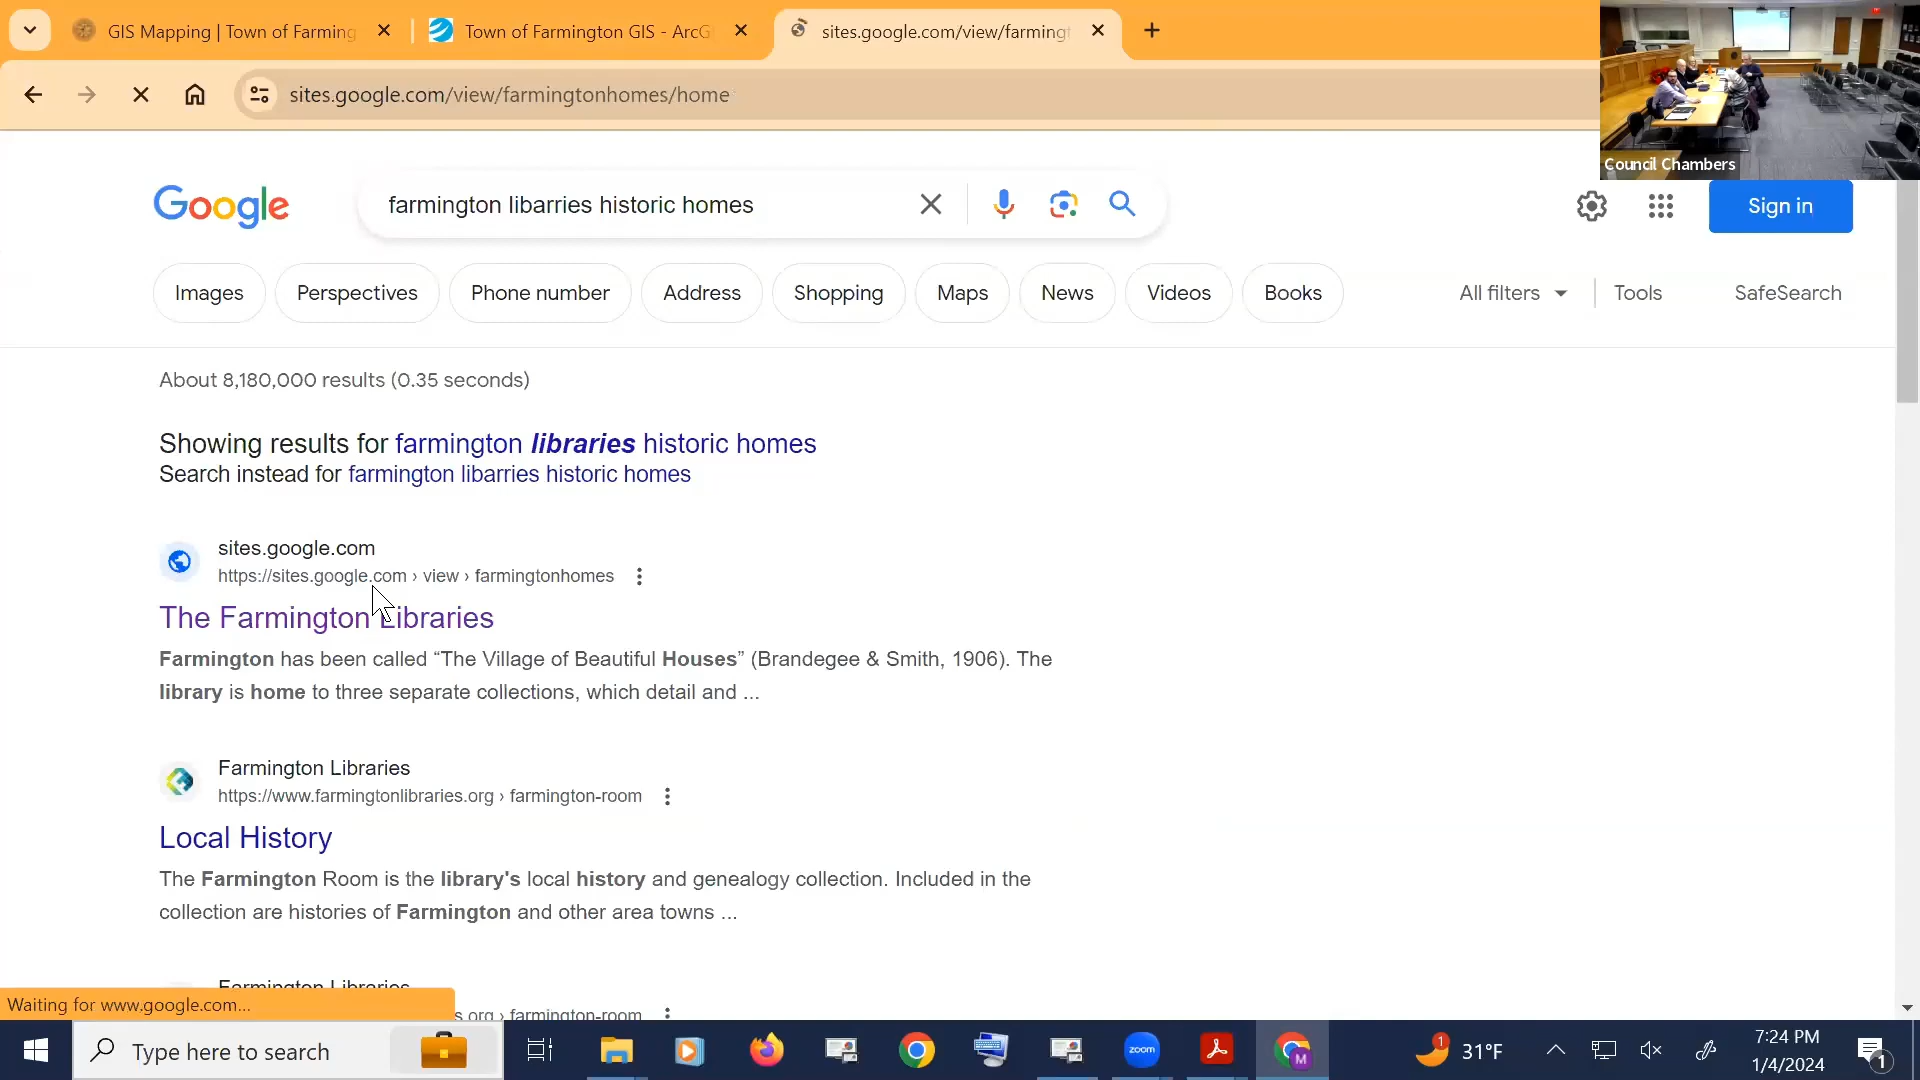 GIS Mapping | Town of Farming
Town of Farmington GIS - ArcG
sites.google.com/view/farmingt
sites.google.com/view/farmingtonhomes/home
Council Chambers
Google
farmington libarries historic homes
Sign in
Images
Perspectives
Phone number
Address
Shopping
Maps
News
Videos
Books
All filters
Tools
SafeSearch
About 8,180,000 results (0.35 seconds)
Showing results for farmington libraries historic homes
Search instead for farmington libarries historic homes
sites.google.com
https://sites.google.com › view › farmingtonhomes
The Farmington Libraries
Farmington has been called “The Village of Beautiful Houses” (Brandegee & Smith, 1906). The
library is home to three separate collections, which detail and ...
Farmington Libraries
https://www.farmingtonlibraries.org › farmington-room
Local History
The Farmington Room is the library's local history and genealogy collection. Included in the
collection are histories of Farmington and other area towns ...
Farmington Libraries
s.org › farmington-room
Waiting for www.google.com...
Type here to search
zoom
M
1
31°F
7:24 PM
1/4/2024
1